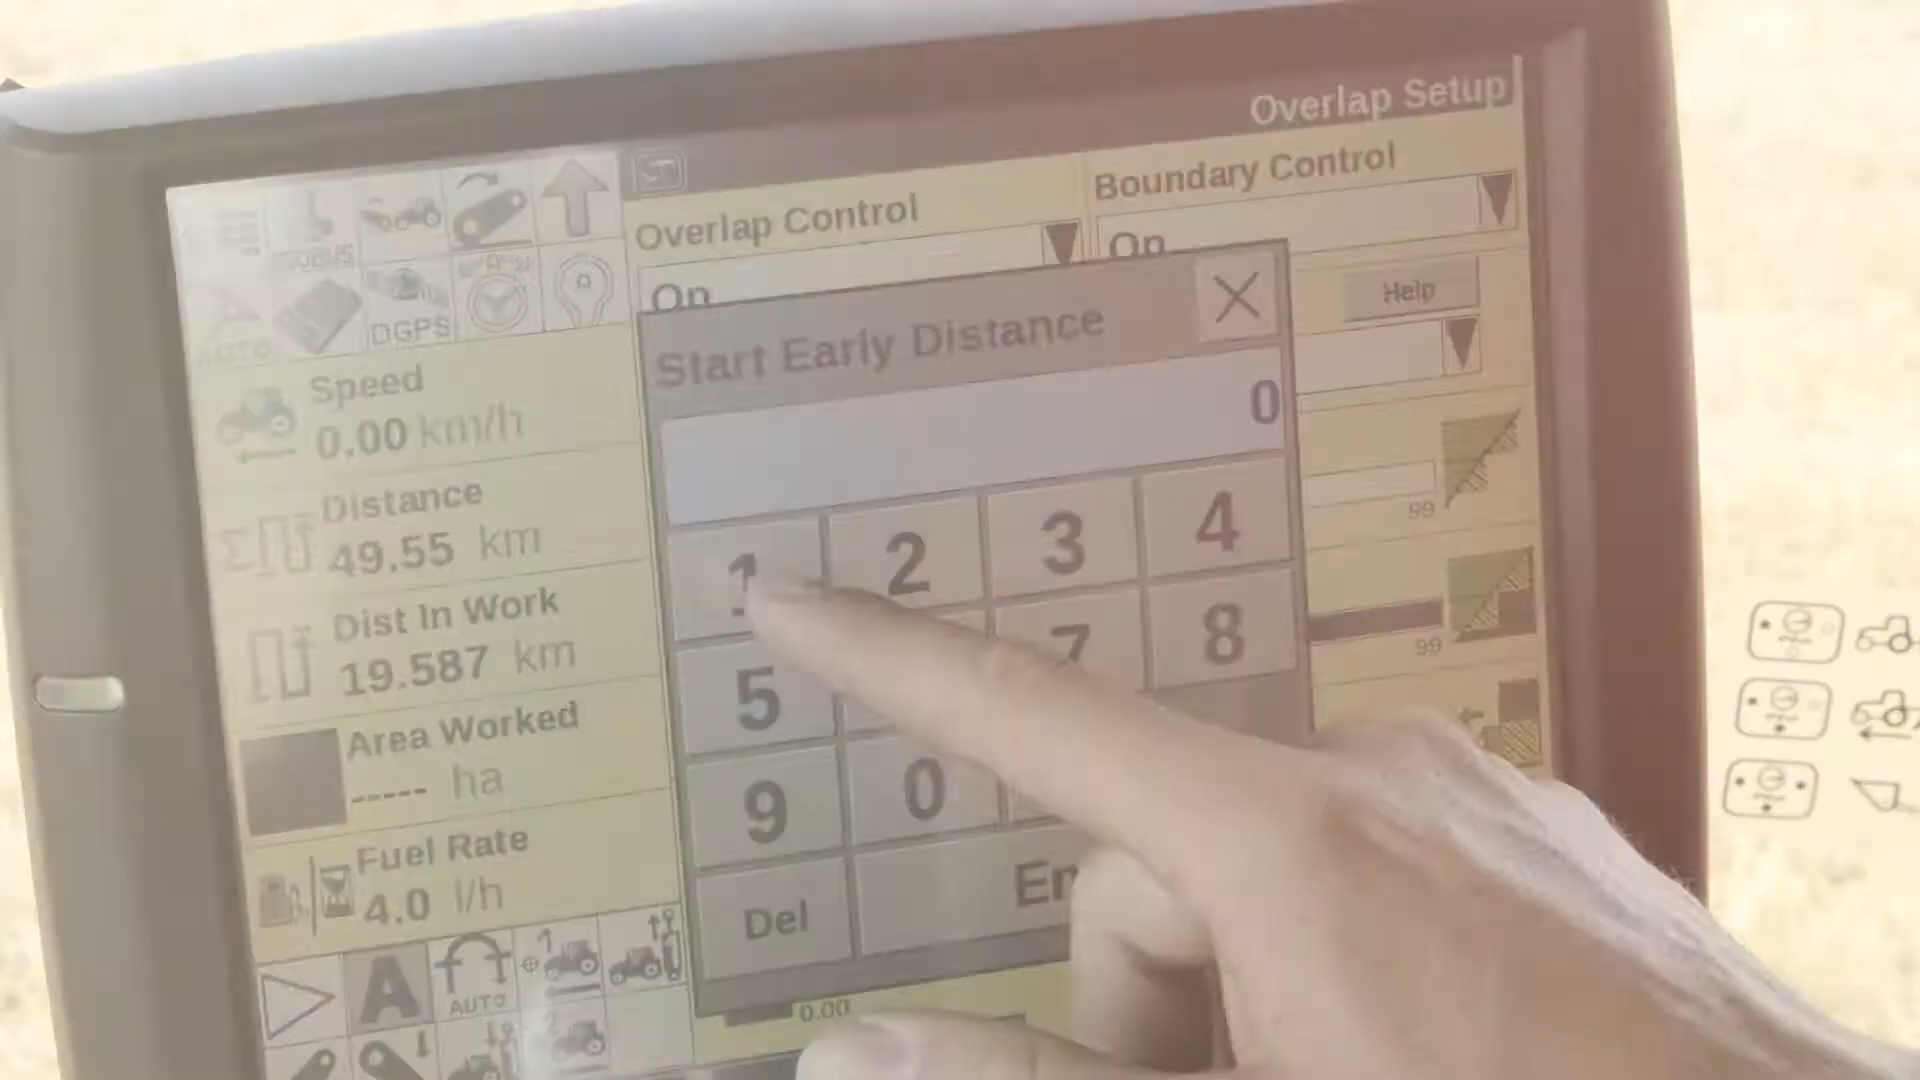 Overlap Setup
Overlap Control
Boundary Control
On
On
Help
DGPS
AUTO
Speed
0.00 km/h
Distance
49.55 km
Dist In Work
19.587 km
Area Worked
----- ha
Fuel Rate
4.0 l/h
A
AUTO
1
Start Early Distance
0
1 2 3 4
5 7 8
9 0
Del
99
99
0.00